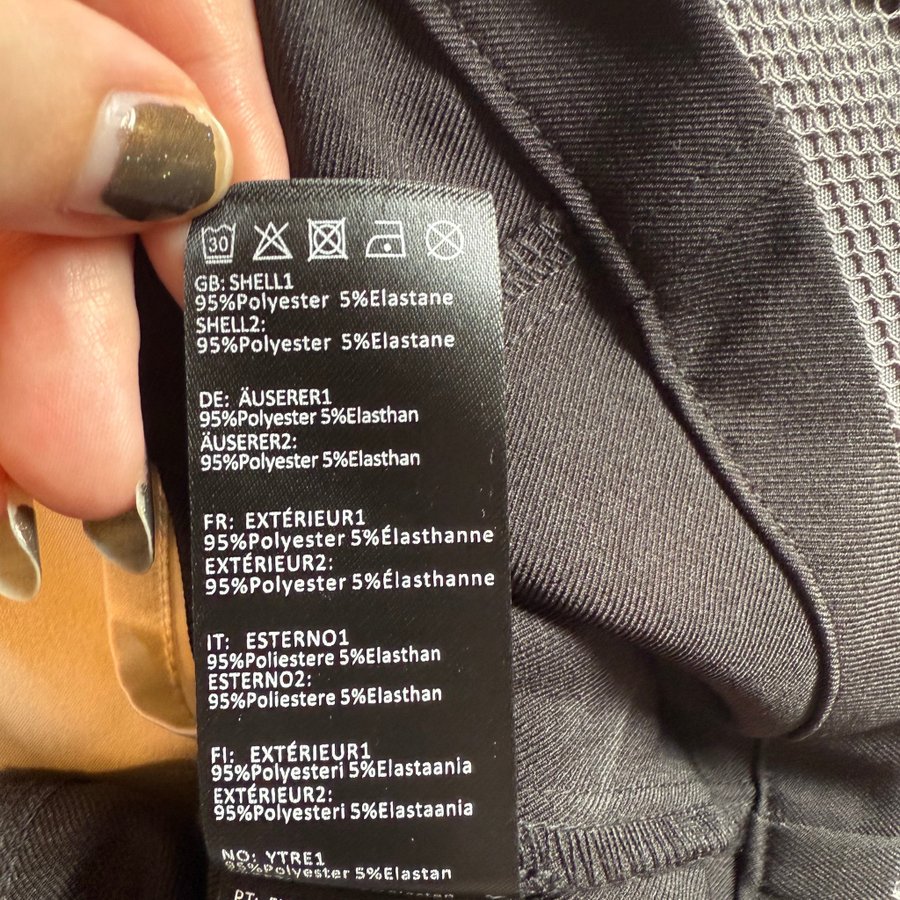 30
GB: SHELL1
95%Polyester 5%Elastane
SHELL2:
95%Polyester 5%Elastane
DE: ÄUSERER1
95%Polyester 5%Elasthan
ÄUSERER2:
95%Polyester 5%Elasthan
FR: EXTÉRIEUR1
95%Polyester 5%Élasthanne
EXTÉRIEUR2:
95%Polyester 5%Élasthanne
IT: ESTERNO1
95%Poliestere 5%Elasthan
ESTERNO2:
95%Poliestere 5%Elasthan
FI: EXTÉRIEUR1
95%Polyesteri 5%Elastaania
EXTÉRIEUR2:
95%Polyesteri 5%Elastaania
NO: YTRE1
95%Polyester 5%Elastan